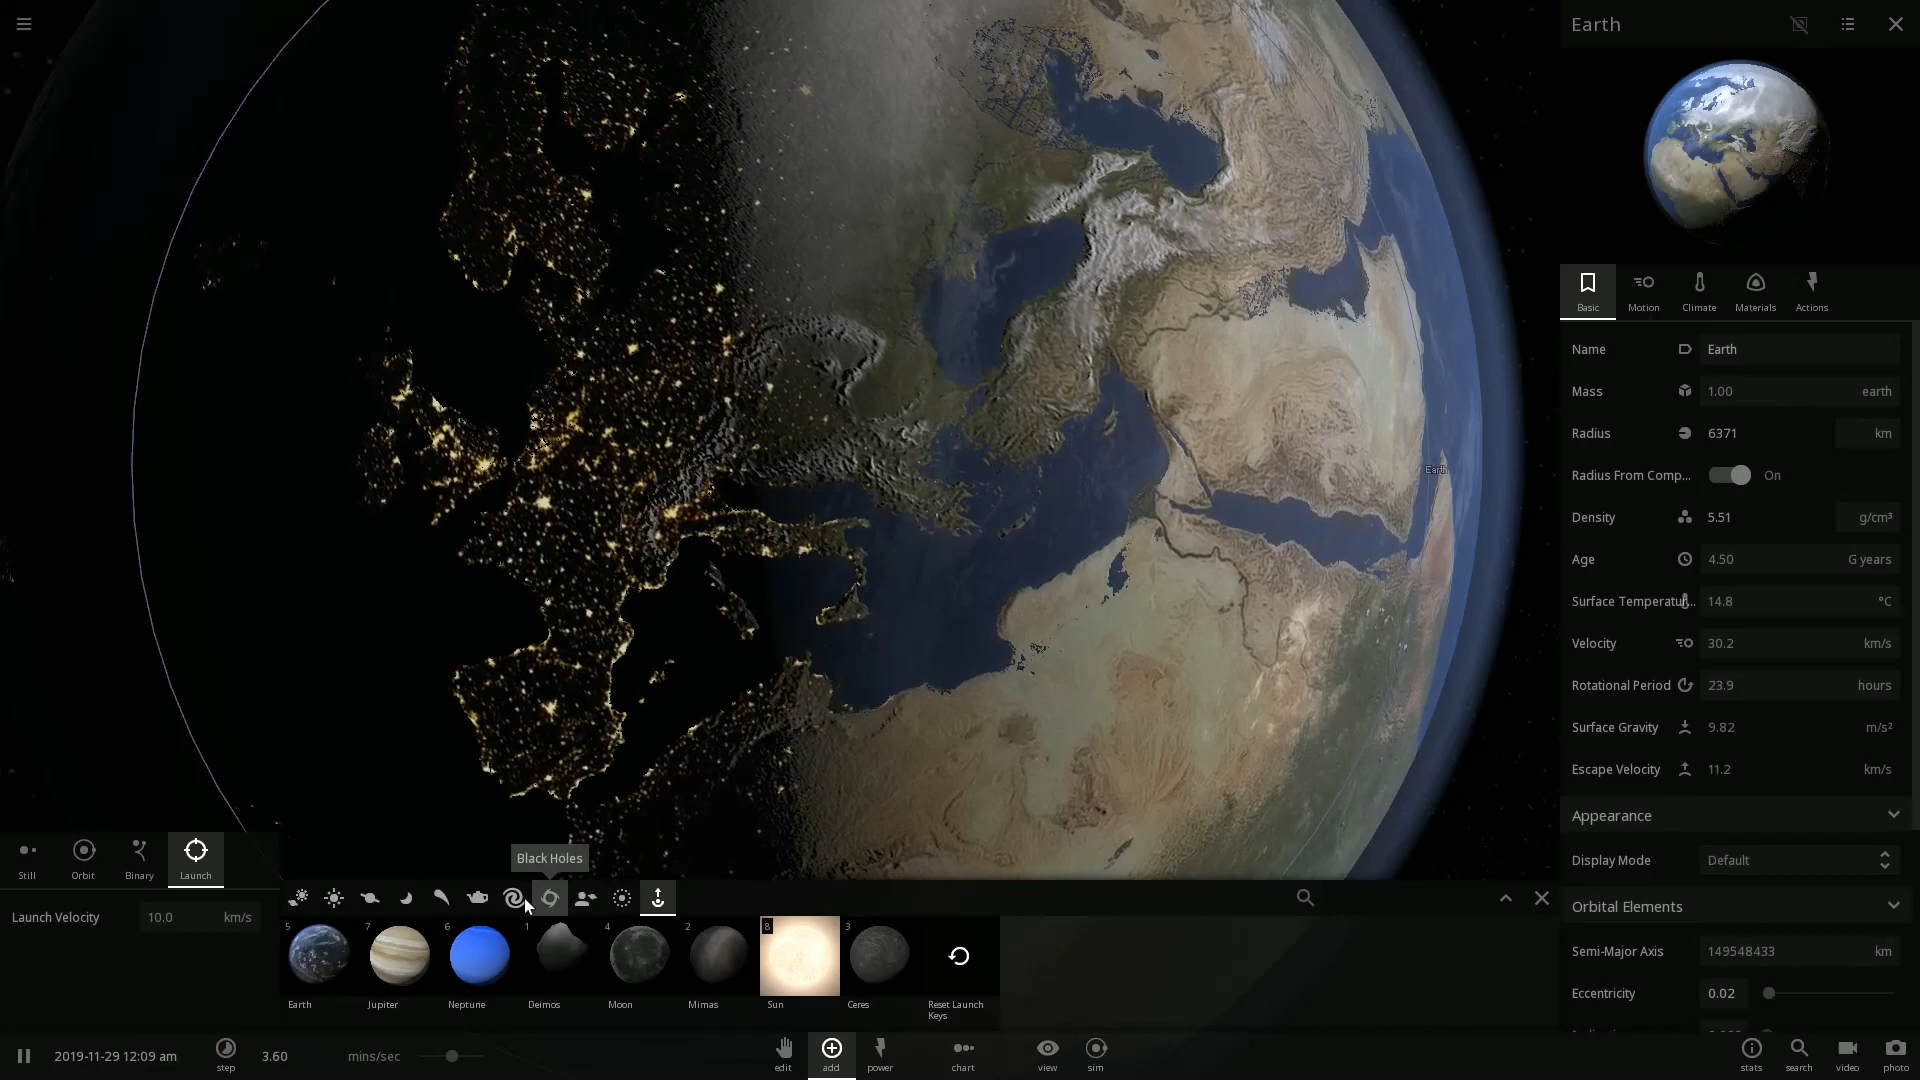 Earth
Basic
Motion
Climate
Materials
Actions
Name Earth
Mass 1.00 earth
Radius 6371 km
Radius From Comp... On
Density 5.51 g/cm³
Age 4.50 G years
Surface Temperatur... 14.8 °C
Velocity 30.2 km/s
Rotational Period 23.9 hours
Surface Gravity 9.82 m/s²
Escape Velocity 11.2 km/s
Appearance
Display Mode Default
Orbital Elements
Semi-Major Axis 149548433 km
Eccentricity 0.02
Earth
Still
Orbit
Binary
Launch
Launch Velocity 10.0 km/s
Black Holes
5
7
6
1
4
2
8
3
Earth
Jupiter
Neptune
Deimos
Moon
Mimas
Sun
Ceres
Reset Launch
Keys
2019-11-29 12:09 am
step
3.60 mins/sec
edit
add
power
chart
view
sim
stats
search
video
photo